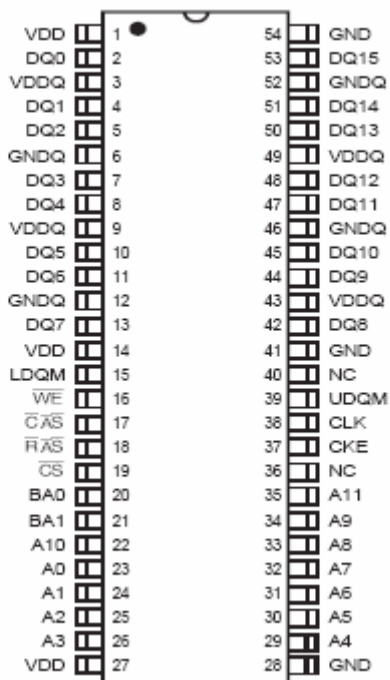 VDD 1 54 GND
DQ0 2 53 DQ15
VDDQ 3 52 GNDQ
DQ1 4 51 DQ14
DQ2 5 50 DQ13
GNDQ 6 49 VDDQ
DQ3 7 48 DQ12
DQ4 8 47 DQ11
VDDQ 9 46 GNDQ
DQ5 10 45 DQ10
DQ6 11 44 DQ9
GNDQ 12 43 VDDQ
DQ7 13 42 DQ8
VDD 14 41 GND
LDQM 15 40 NC
W̅E̅ 16 39 UDQM
C̅A̅S̅ 17 38 CLK
R̅A̅S̅ 18 37 CKE
C̅S̅ 19 36 NC
BA0 20 35 A11
BA1 21 34 A9
A10 22 33 A8
A0 23 32 A7
A1 24 31 A6
A2 25 30 A5
A3 26 29 A4
VDD 27 28 GND